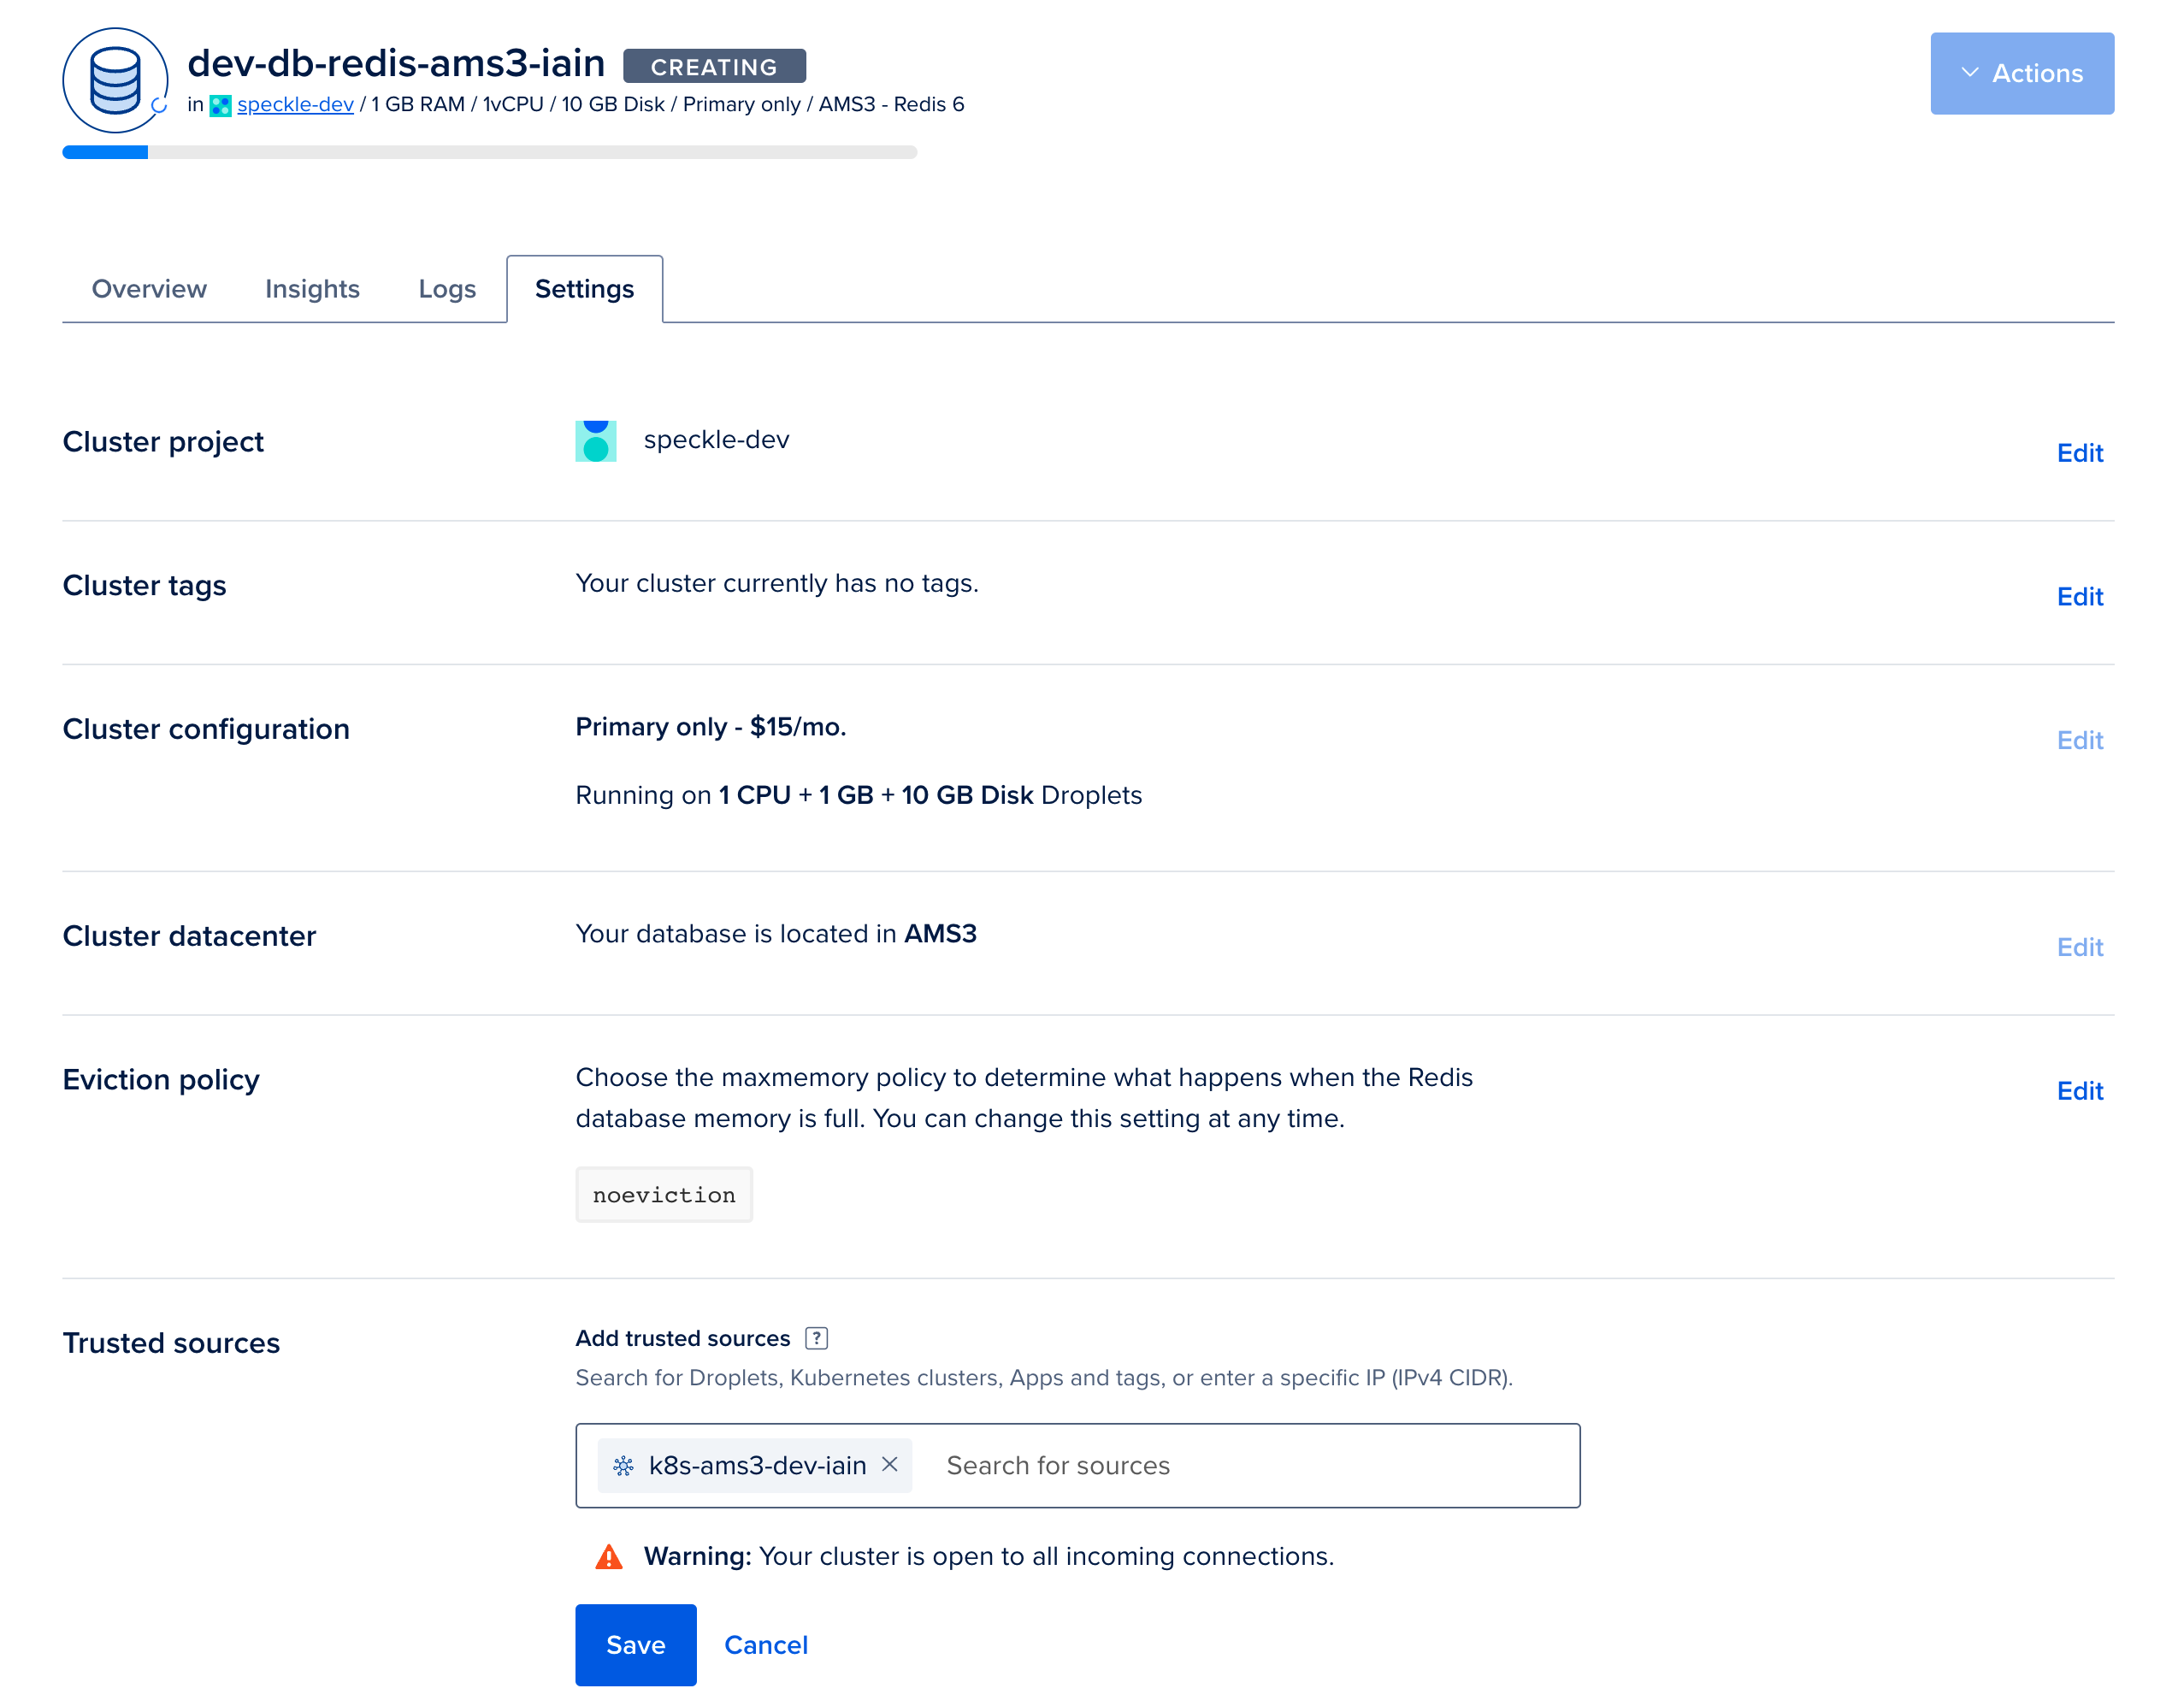 dev-db-redis-ams3-iain CREATING
in speckle-dev / 1 GB RAM / 1vCPU / 10 GB Disk / Primary only / AMS3 - Redis 6
Actions
Overview Insights Logs Settings
Cluster project
speckle-dev
Edit
Cluster tags
Your cluster currently has no tags.
Edit
Cluster configuration
Primary only - $15/mo.
Edit
Running on 1 CPU + 1 GB + 10 GB Disk Droplets
Cluster datacenter
Your database is located in AMS3
Edit
Eviction policy
Choose the maxmemory policy to determine what happens when the Redis
database memory is full. You can change this setting at any time.
Edit
noeviction
Trusted sources
Add trusted sources ?
Search for Droplets, Kubernetes clusters, Apps and tags, or enter a specific IP (IPv4 CIDR).
k8s-ams3-dev-iain Search for sources
Warning: Your cluster is open to all incoming connections.
Save Cancel